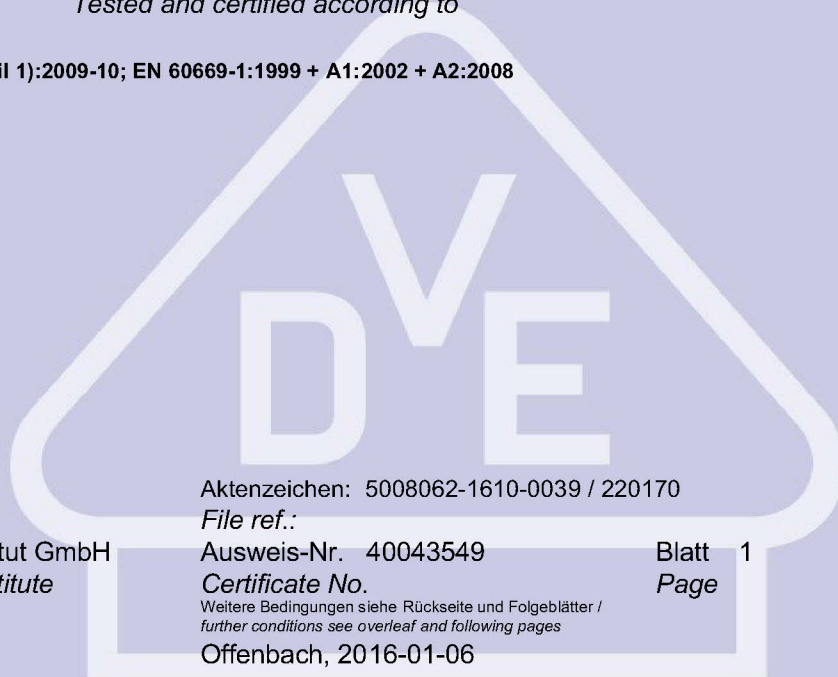 Tested and certified according to
il 1):2009-10; EN 60669-1:1999 + A1:2002 + A2:2008
VDE
Aktenzeichen: 5008062-1610-0039 / 220170
File ref.:
tut GmbH Ausweis-Nr. 40043549 Blatt 1
titute Certificate No. Page
Weitere Bedingungen siehe Rückseite und Folgeblätter /
further conditions see overleaf and following pages
Offenbach, 2016-01-06